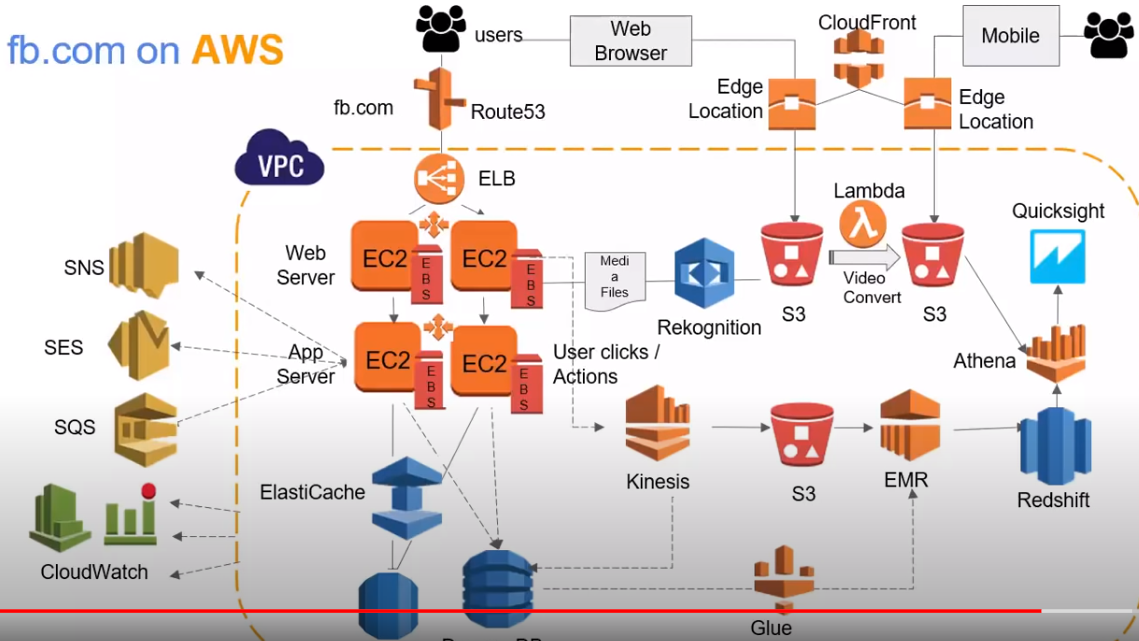 fb.com on AWS
users
Web
Browser
CloudFront
Mobile
fb.com
Route53
Edge
Location
Edge
Location
VPC
ELB
Lambda
Quicksight
Web
Server
EC2
EBS
EC2
EBS
Medi
a
Files
Video
Convert
SNS
S3
S3
Rekognition
SES
App
Server
EC2
EBS
EC2
EBS
User clicks /
Actions
Athena
SQS
Kinesis
S3
EMR
Redshift
ElastiCache
CloudWatch
Glue